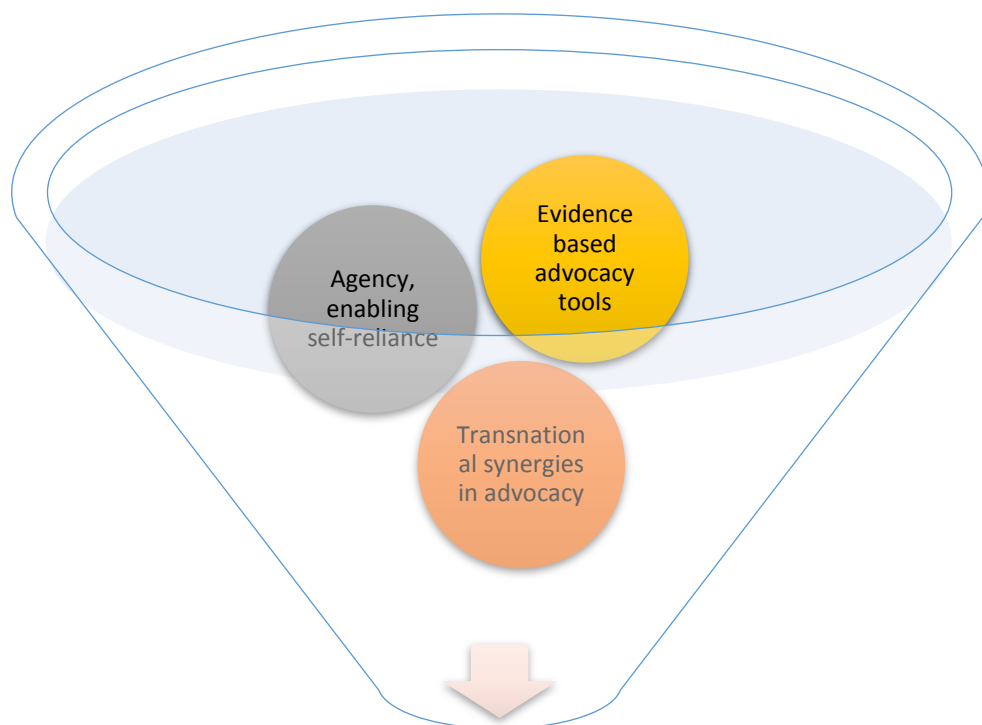 Evidence
based
advocacy
tools
Agency,
enabling
self-reliance
Transnation
al synergies
in advocacy